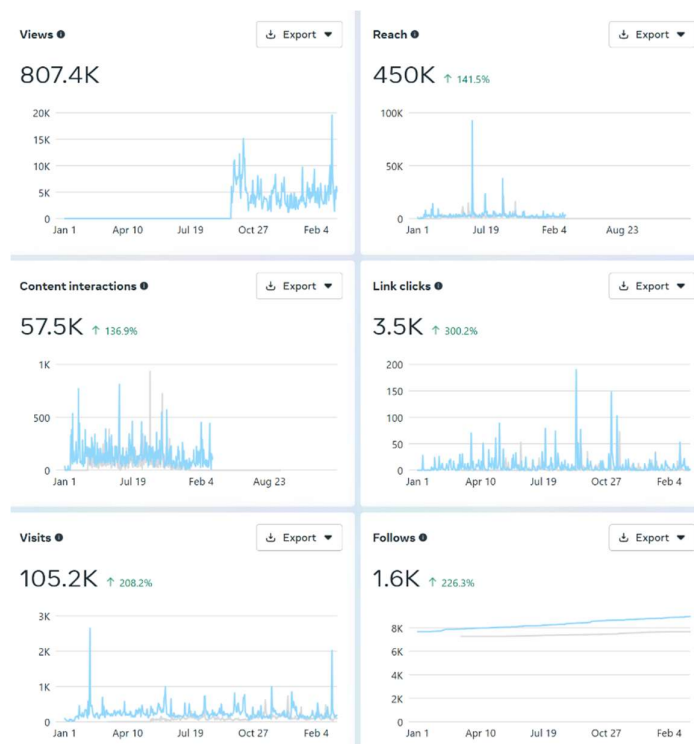 Views
Export
807.4K
20K
15K
10K
5K
0
Jan 1 Apr 10 Jul 19 Oct 27 Feb 4
Reach
Export
450K ↑ 141.5%
100K
50K
0
Jan 1 Jul 19 Feb 4 Aug 23
Content interactions
Export
57.5K ↑ 136.9%
1K
500
0
Jan 1 Jul 19 Feb 4 Aug 23
Link clicks
Export
3.5K ↑ 300.2%
200
150
100
50
0
Jan 1 Apr 10 Jul 19 Oct 27 Feb 4
Visits
Export
105.2K ↑ 208.2%
3K
2K
1K
0
Jan 1 Apr 10 Jul 19 Oct 27 Feb 4
Follows
Export
1.6K ↑ 226.3%
8K
6K
4K
2K
0
Jan 1 Apr 10 Jul 19 Oct 27 Feb 4